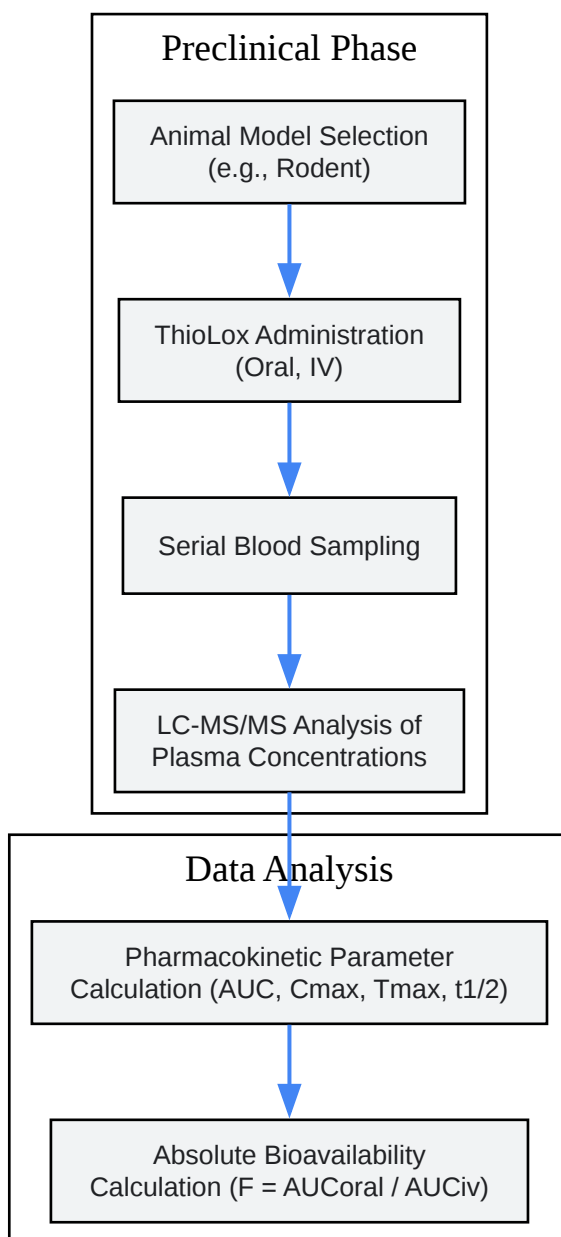 Preclinical Phase
Animal Model Selection
(e.g., Rodent)
ThioLox Administration
(Oral, IV)
Serial Blood Sampling
LC-MS/MS Analysis of
Plasma Concentrations
Data Analysis
Pharmacokinetic Parameter
Calculation (AUC, Cmax, Tmax, t1/2)
Absolute Bioavailability
Calculation (F = AUCoral / AUCiv)